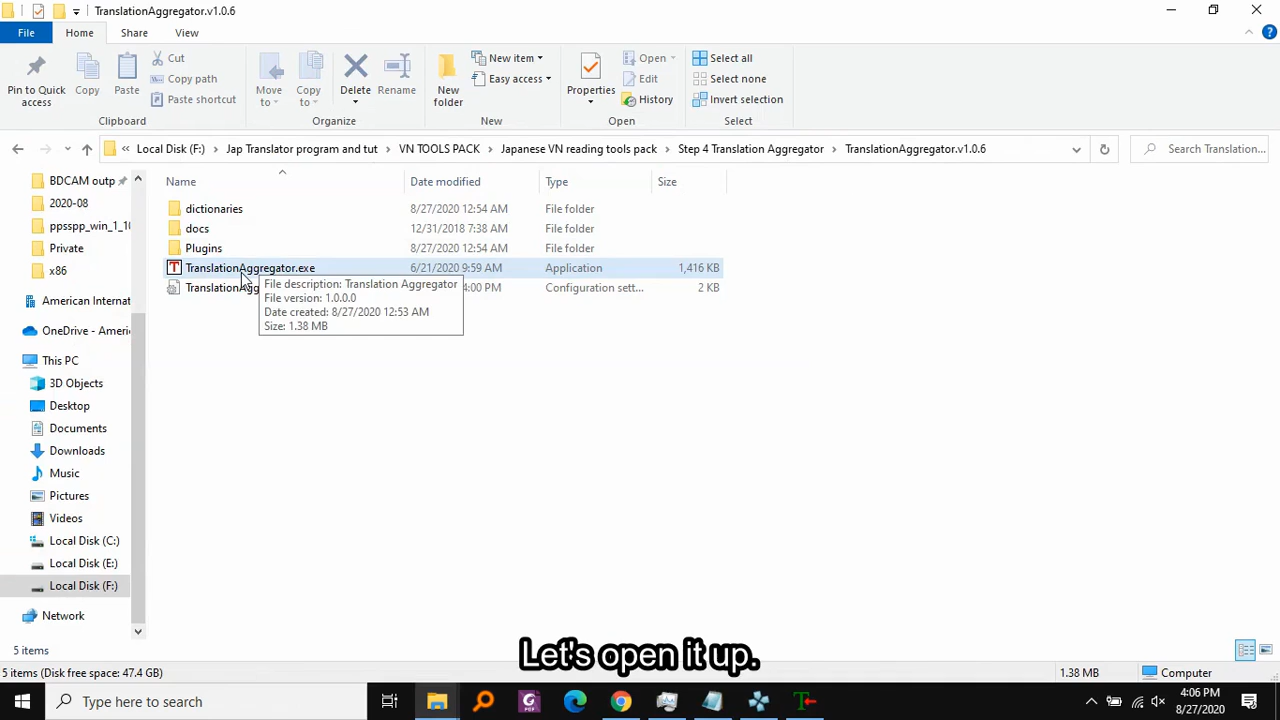 TranslationAggregator.v1.0.6
File
Home
Share
View
Pin to Quick access
Copy
Paste
Cut
Copy path
Paste shortcut
Clipboard
Move to
Copy to
Delete
Rename
Organize
New folder
New item
Easy access
New
Properties
Open
Edit
History
Open
Select all
Select none
Invert selection
Select
« Local Disk (F:) › Jap Translator program and tut › VN TOOLS PACK › Japanese VN reading tools pack › Step 4 Translation Aggregator › TranslationAggregator.v1.0.6
Search Translation...
Name Date modified Type Size
dictionaries 8/27/2020 12:54 AM File folder
docs 12/31/2018 7:38 AM File folder
Plugins 8/27/2020 12:54 AM File folder
TranslationAggregator.exe 6/21/2020 9:59 AM Application 1,416 KB
TranslationAgg 4:00 PM Configuration sett... 2 KB
File description: Translation Aggregator
File version: 1.0.0.0
Date created: 8/27/2020 12:53 AM
Size: 1.38 MB
BDCAM outp
2020-08
ppsspp_win_1_10
Private
x86
American Internat
OneDrive - Ameri
This PC
3D Objects
Desktop
Documents
Downloads
Music
Pictures
Videos
Local Disk (C:)
Local Disk (E:)
Local Disk (F:)
Network
5 items
Let's open it up.
5 items (Disk free space: 47.4 GB) 1.38 MB Computer
Type here to search
4:06 PM
8/27/2020